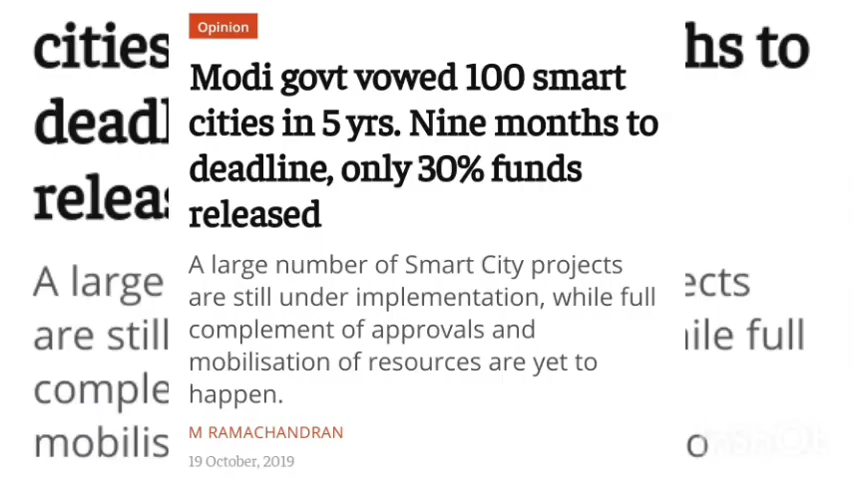 Opinion
Modi govt vowed 100 smart
cities in 5 yrs. Nine months to
deadline, only 30% funds
released
A large number of Smart City projects
are still under implementation, while full
complement of approvals and
mobilisation of resources are yet to
happen.
M RAMACHANDRAN
19 October, 2019